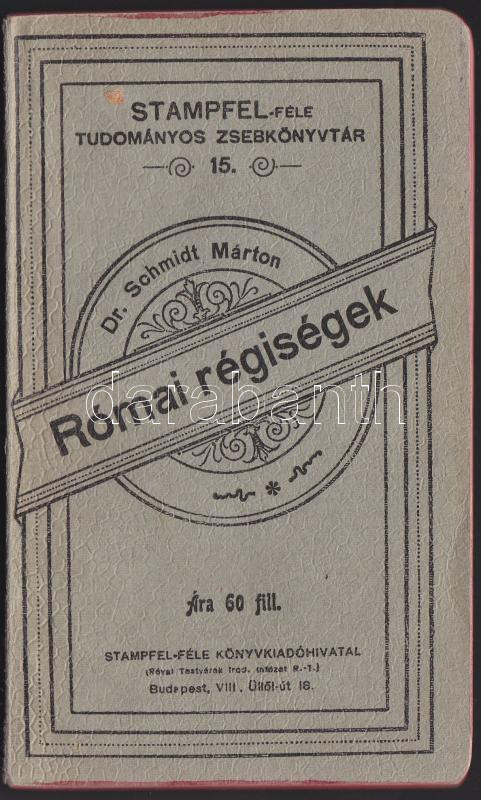 STAMPFEL-FÉLE
TUDOMÁNYOS ZSEBKÖNYVTÁR
15.
Dr. Schmidt Márton
Római régiségek
darabanth
Ára 60 fill.
STAMPFEL-FÉLE KÖNYVKIADÓHIVATAL
(Révai Testvérek Irod. Intézet R.-T.)
Budapest, VIII. Üllői-út 18.